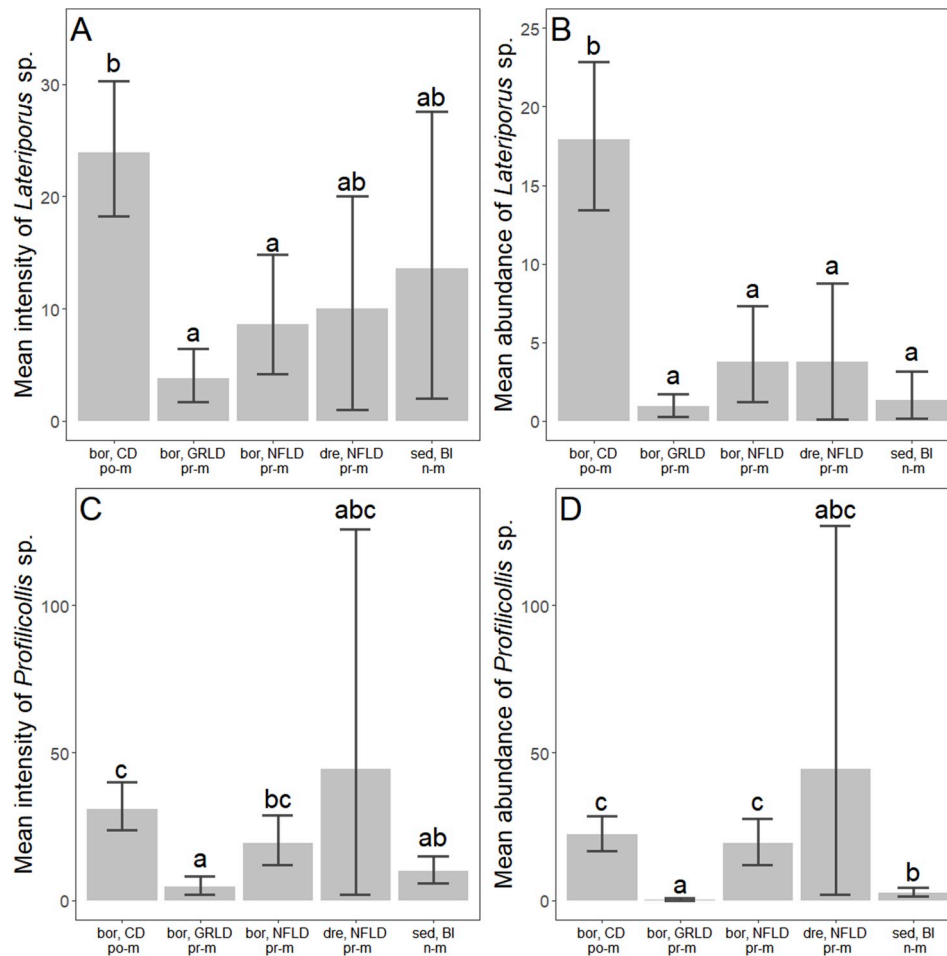 A
Mean intensity of Lateriporus sp.
30
20
10
0
b
a
a
ab
ab
bor, CD
po-m
bor, GRLD
pr-m
bor, NFLD
pr-m
dre, NFLD
pr-m
sed, BI
n-m
B
Mean abundance of Lateriporus sp.
25
20
15
10
5
0
b
a
a
a
a
bor, CD
po-m
bor, GRLD
pr-m
bor, NFLD
pr-m
dre, NFLD
pr-m
sed, BI
n-m
C
Mean intensity of Profilicollis sp.
100
50
0
c
a
bc
abc
ab
bor, CD
po-m
bor, GRLD
pr-m
bor, NFLD
pr-m
dre, NFLD
pr-m
sed, BI
n-m
D
Mean abundance of Profilicollis sp.
100
50
0
c
a
c
abc
b
bor, CD
po-m
bor, GRLD
pr-m
bor, NFLD
pr-m
dre, NFLD
pr-m
sed, BI
n-m